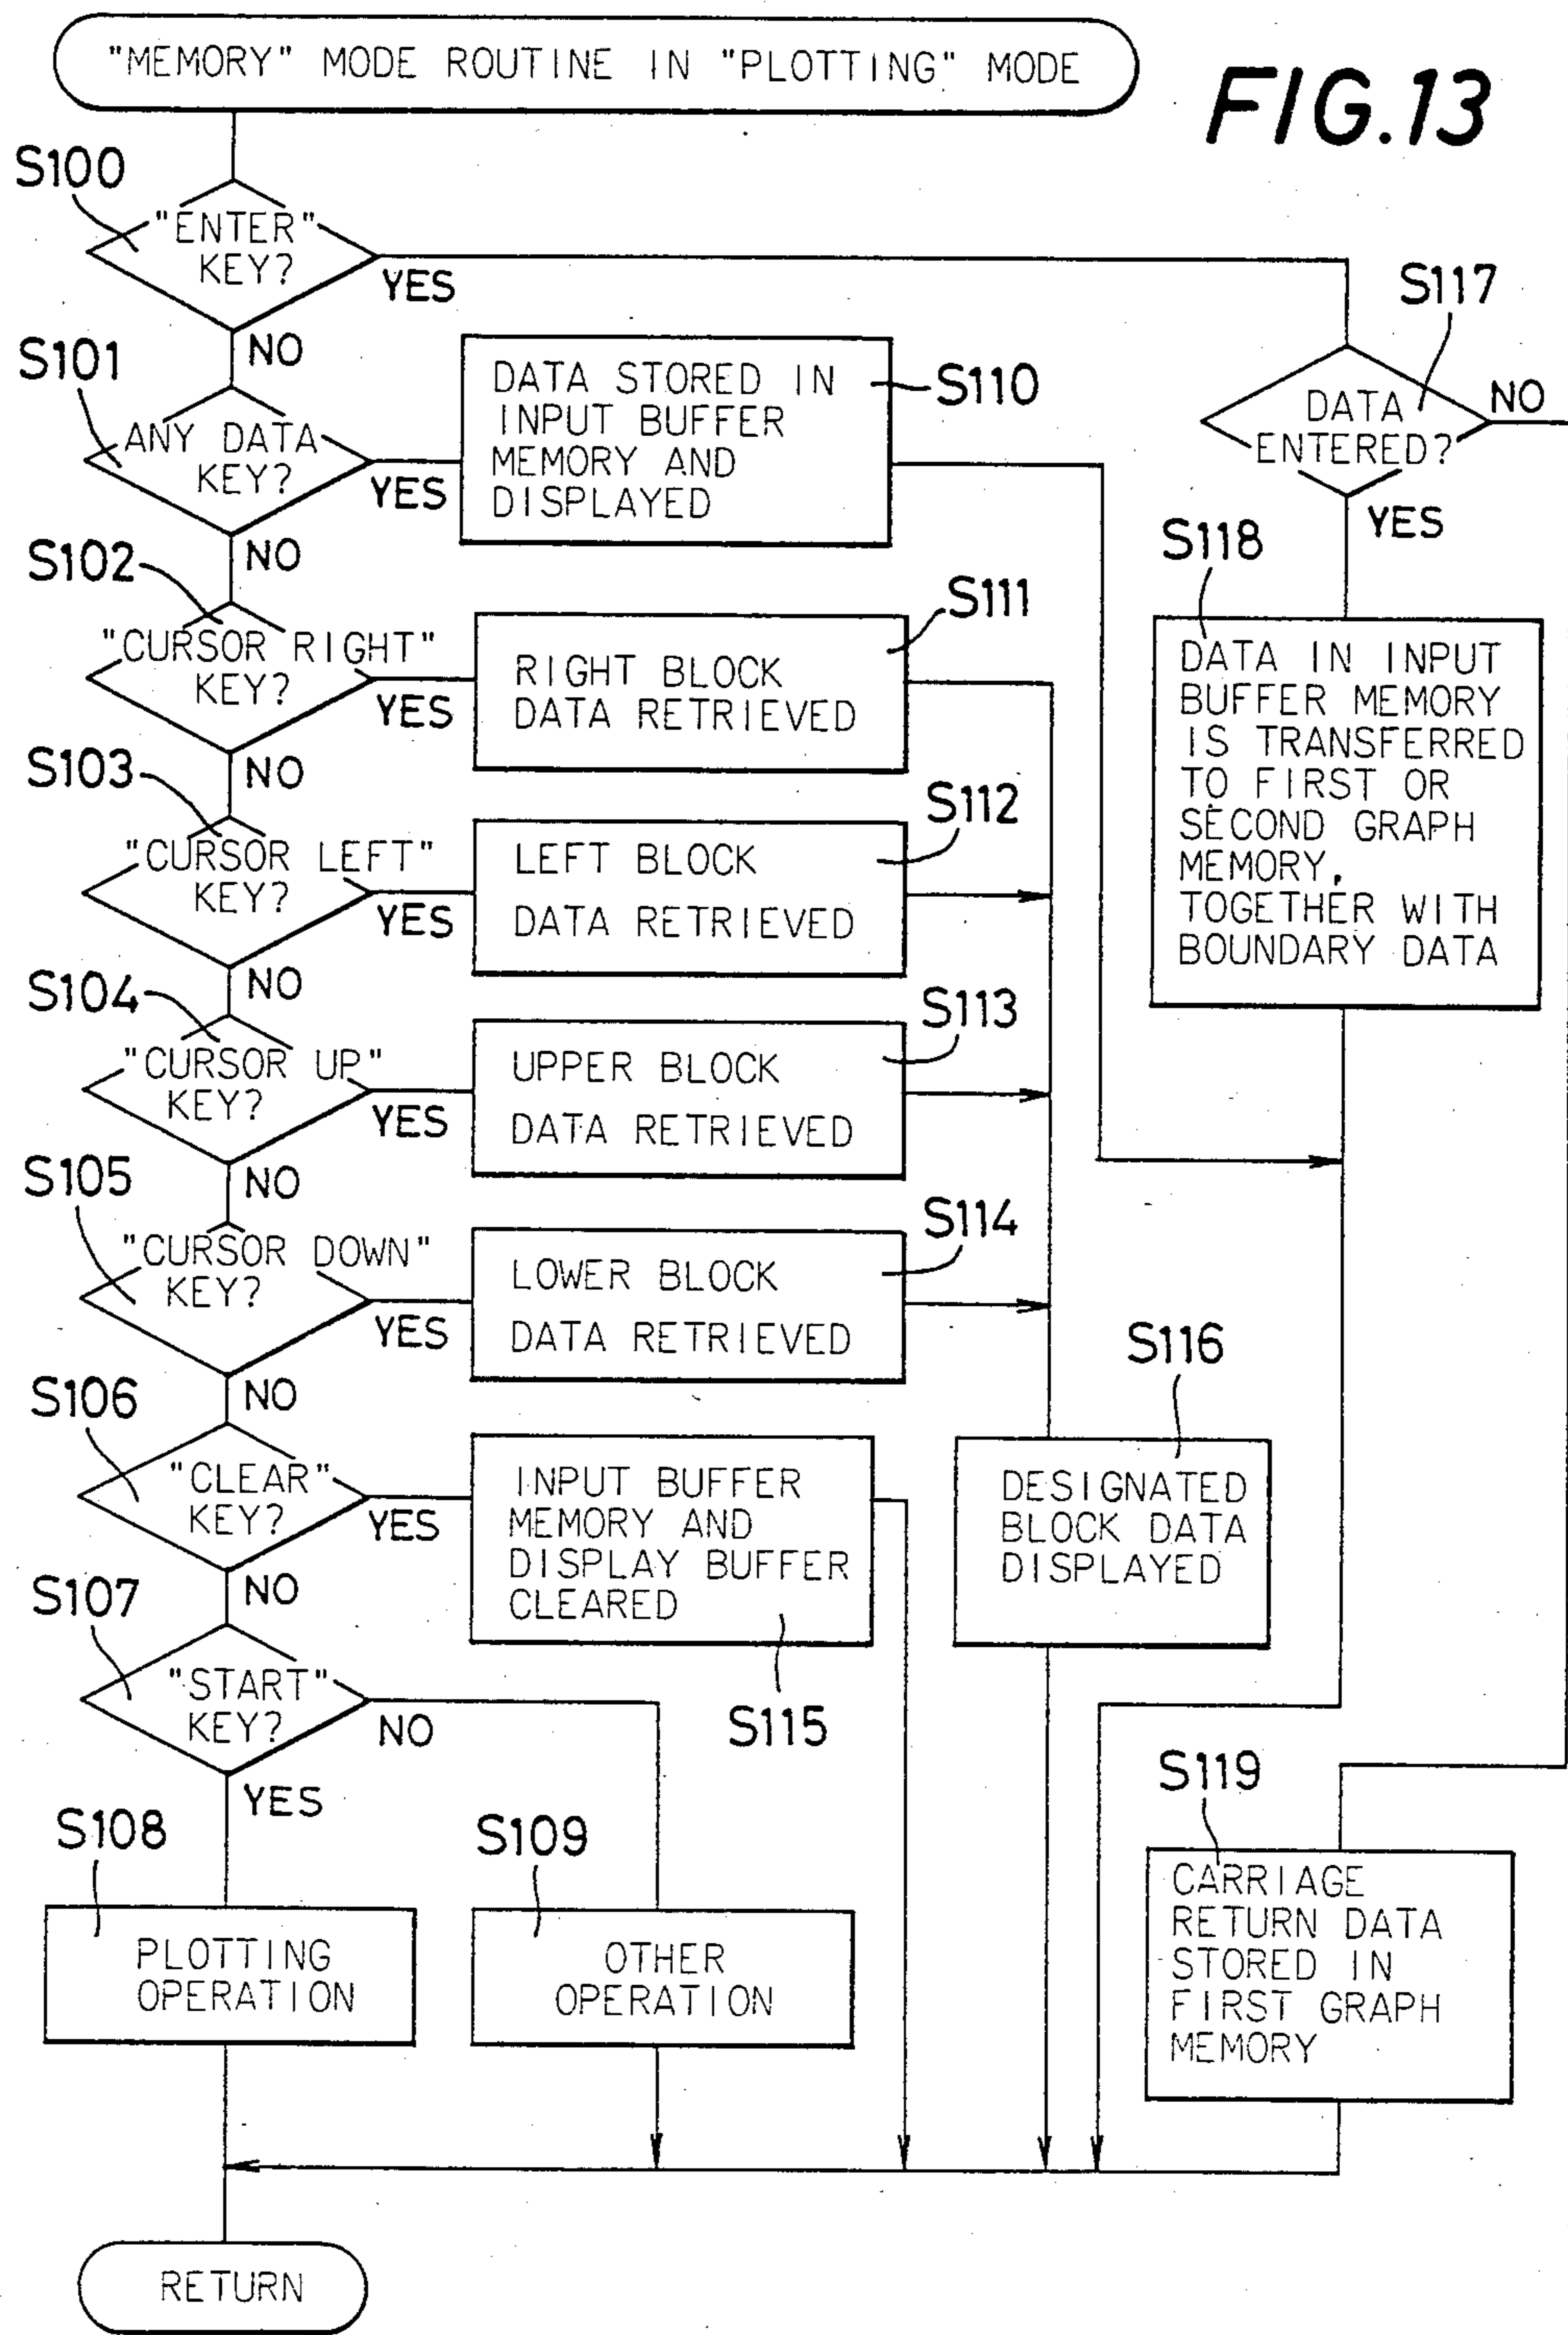 "MEMORY" MODE ROUTINE IN "PLOTTING" MODE
FIG.13
S100
"ENTER"
KEY?
YES
NO
S117
DATA
ENTERED?
NO
YES
S101
ANY DATA
KEY?
YES
NO
DATA STORED IN
INPUT BUFFER
MEMORY AND
DISPLAYED
S110
S118
DATA IN INPUT
BUFFER MEMORY
IS TRANSFERRED
TO FIRST OR
SECOND GRAPH
MEMORY,
TOGETHER WITH
BOUNDARY DATA
S102
"CURSOR RIGHT"
KEY?
YES
NO
S111
RIGHT BLOCK
DATA RETRIEVED
S103
"CURSOR LEFT"
KEY?
YES
NO
S112
LEFT BLOCK
DATA RETRIEVED
S104
"CURSOR UP"
KEY?
YES
NO
S113
UPPER BLOCK
DATA RETRIEVED
S105
"CURSOR DOWN"
KEY?
YES
NO
S114
LOWER BLOCK
DATA RETRIEVED
S116
DESIGNATED
BLOCK DATA
DISPLAYED
S106
"CLEAR"
KEY?
YES
NO
INPUT BUFFER
MEMORY AND
DISPLAY BUFFER
CLEARED
S115
S107
"START"
KEY?
NO
YES
S108
PLOTTING
OPERATION
S109
OTHER
OPERATION
S119
CARRIAGE
RETURN DATA
STORED IN
FIRST GRAPH
MEMORY
RETURN